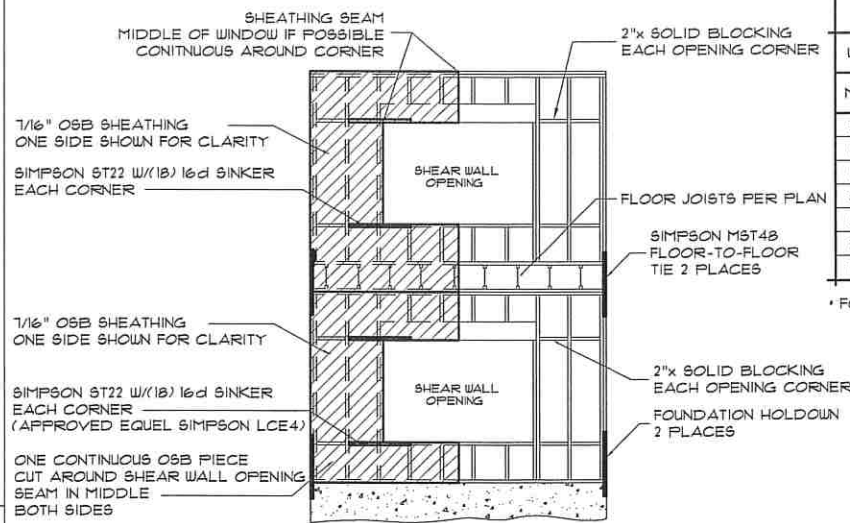 SHEATHING SEAM
MIDDLE OF WINDOW IF POSSIBLE
CONITNUOUS AROUND CORNER
2"x SOLID BLOCKING
EACH OPENING CORNER
7/16" OSB SHEATHING
ONE SIDE SHOWN FOR CLARITY
SIMPSON ST22 W/(18) 16d SINKER
EACH CORNER
SHEAR WALL
OPENING
FLOOR JOISTS PER PLAN
SIMPSON MST48
FLOOR-TO-FLOOR
TIE 2 PLACES
7/16" OSB SHEATHING
ONE SIDE SHOWN FOR CLARITY
SIMPSON ST22 W/(18) 16d SINKER
EACH CORNER
(APPROVED EQUEL SIMPSON LCE4)
SHEAR WALL
OPENING
2"x SOLID BLOCKING
EACH OPENING CORNER
FOUNDATION HOLDOWN
2 PLACES
ONE CONTINUOUS OSB PIECE
CUT AROUND SHEAR WALL OPENING
SEAM IN MIDDLE
BOTH SIDES